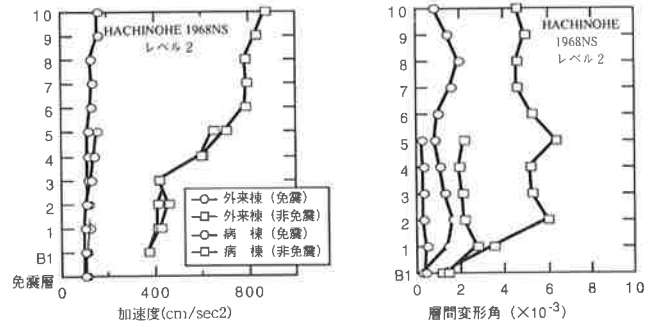 10
9
8
7
6
5
4
3
2
1
B1
免震層
HACHINOHE 1968NS
レベル2
外来棟(免震)
外来棟(非免震)
病 棟(免震)
病 棟(非免震)
0 400 800
加速度(cm/sec2)
10
9
8
7
6
5
4
3
2
1
B1
HACHINOHE
1968NS
レベル2
0 2 4 6 8 10
層間変形角 (×10-3)